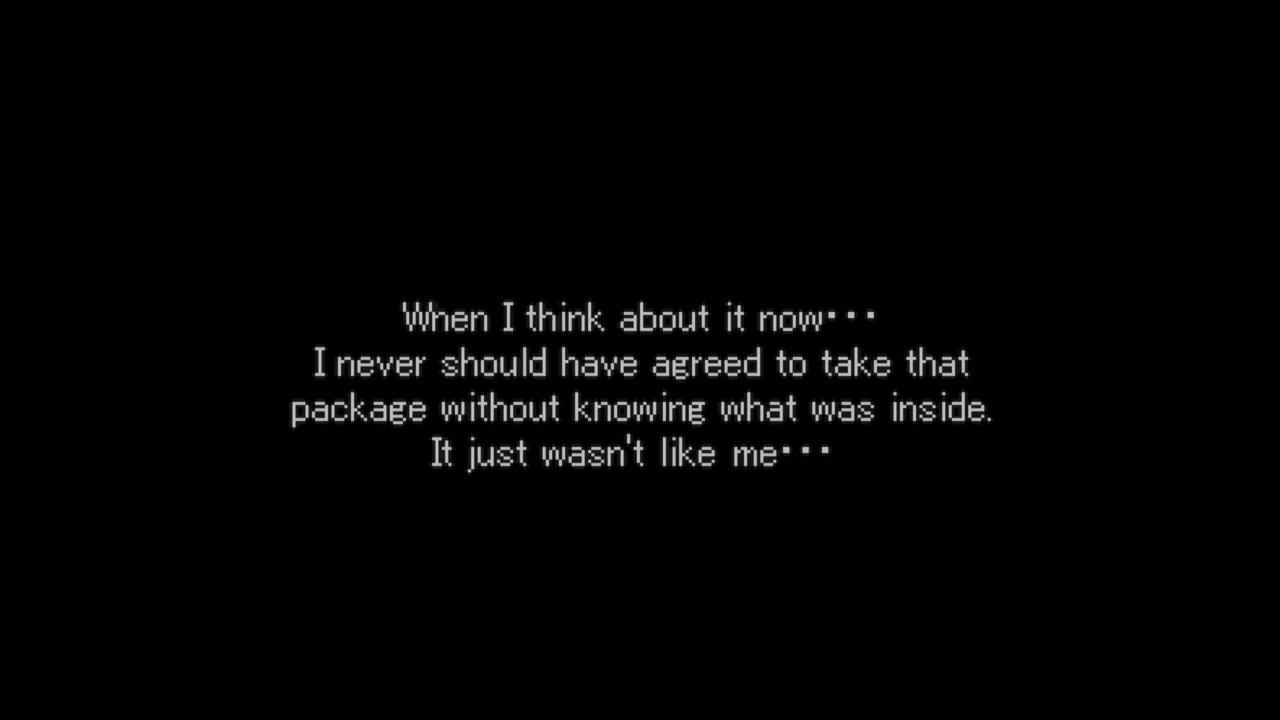 When I think about it now･･･
I never should have agreed to take that
package without knowing what was inside.
It just wasn't like me･･･